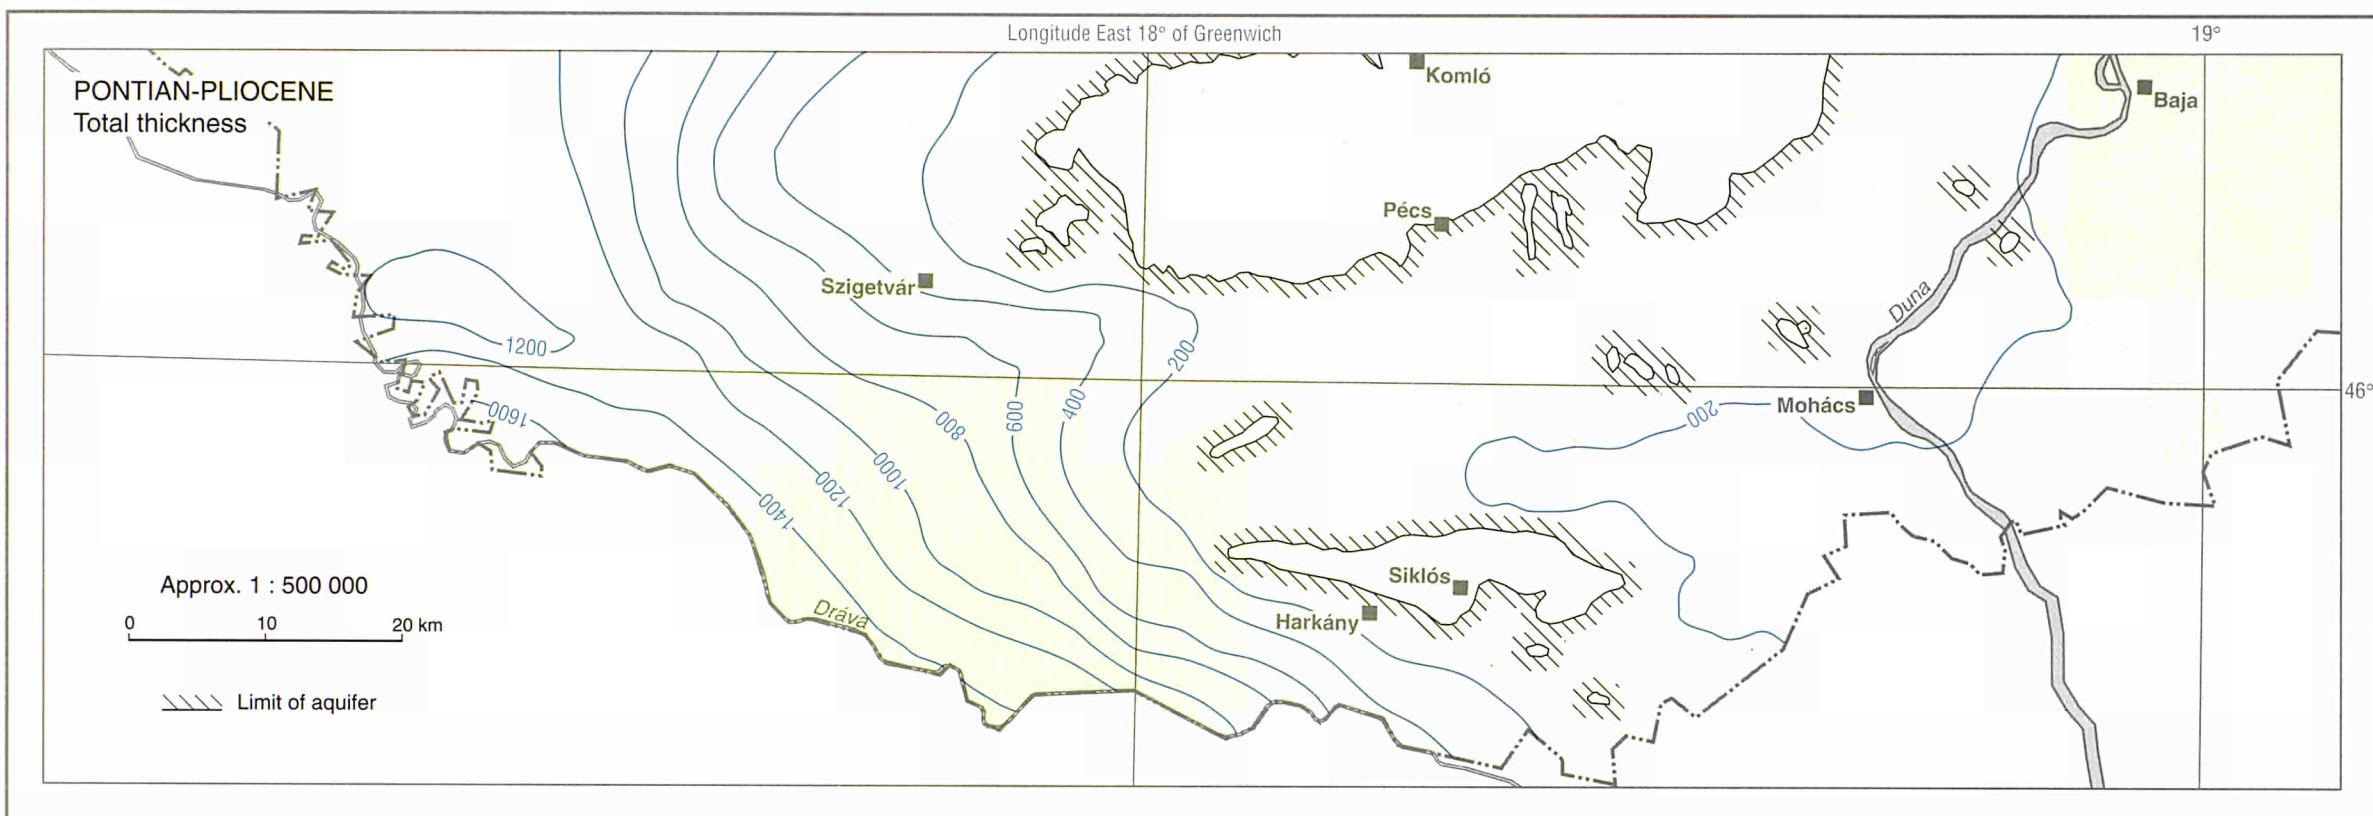 Longitude East 18° of Greenwich
19°
PONTIAN-PLIOCENE
Total thickness
Komló
Baja
Pécs
Szigetvár
Duna
1200
200
46°
1600
400
600
800
200
Mohács
1000
1200
1400
Approx. 1 : 500 000
0 10 20 km
Siklós
Dráva
Harkány
Limit of aquifer